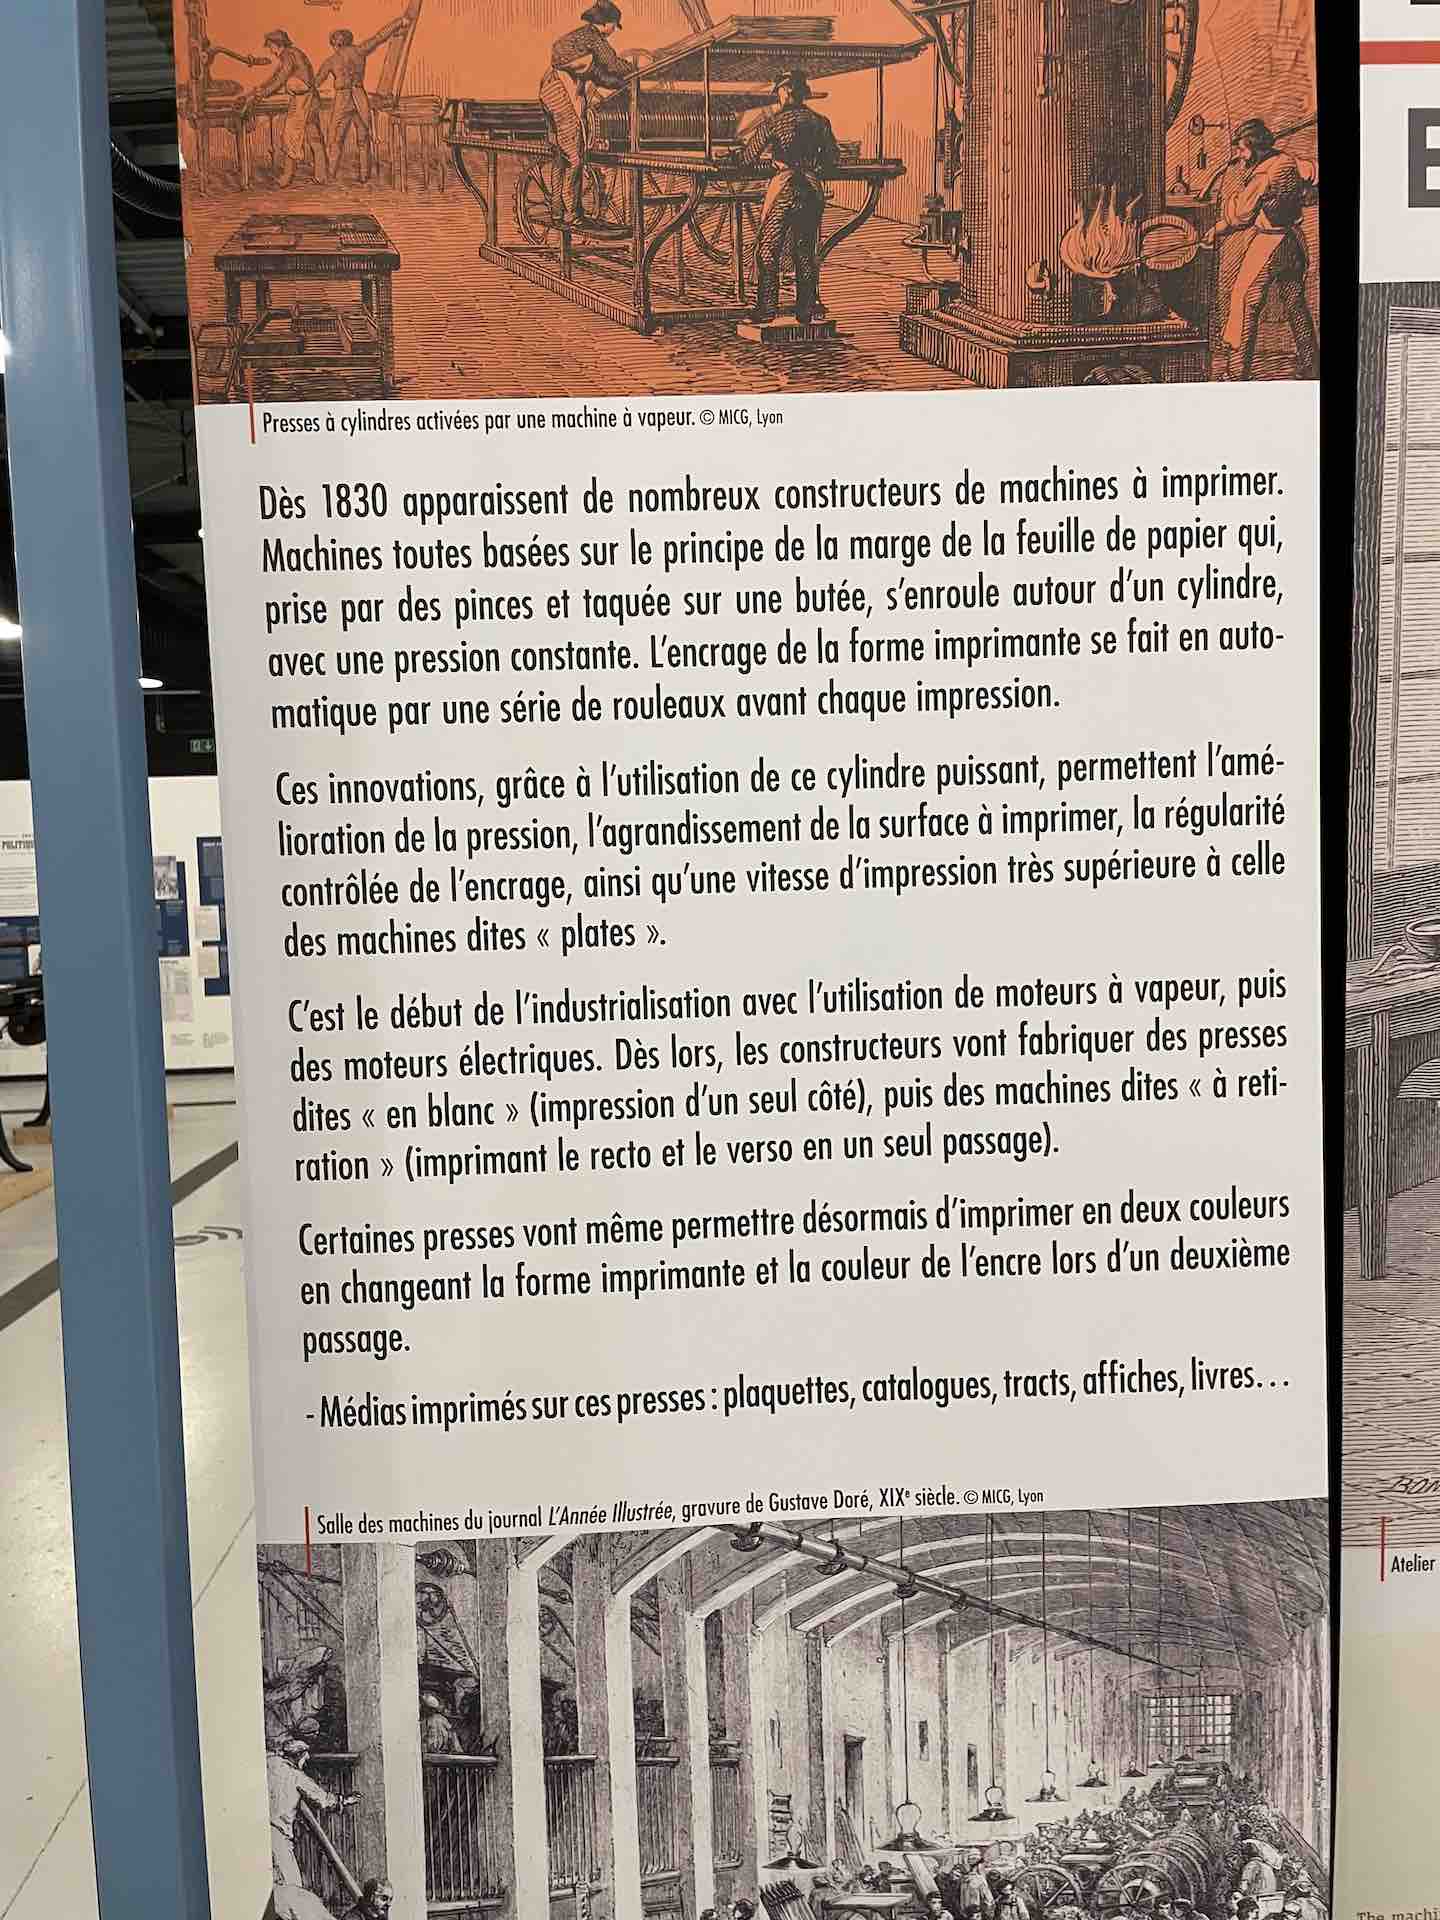 Presses à cylindres activées par une machine à vapeur. © MICG, Lyon
Dès 1830 apparaissent de nombreux constructeurs de machines à imprimer.
Machines toutes basées sur le principe de la marge de la feuille de papier qui,
prise par des pinces et taquée sur une butée, s’enroule autour d’un cylindre,
avec une pression constante. L’encrage de la forme imprimante se fait en auto-
matique par une série de rouleaux avant chaque impression.
Ces innovations, grâce à l’utilisation de ce cylindre puissant, permettent l’amé-
lioration de la pression, l’agrandissement de la surface à imprimer, la régularité
contrôlée de l’encrage, ainsi qu’une vitesse d’impression très supérieure à celle
des machines dites « plates ».
C’est le début de l’industrialisation avec l’utilisation de moteurs à vapeur, puis
des moteurs électriques. Dès lors, les constructeurs vont fabriquer des presses
dites « en blanc » (impression d’un seul côté), puis des machines dites « à reti-
ration » (imprimant le recto et le verso en un seul passage).
Certaines presses vont même permettre désormais d’imprimer en deux couleurs
en changeant la forme imprimante et la couleur de l’encre lors d’un deuxième
passage.
- Médias imprimés sur ces presses : plaquettes, catalogues, tracts, affiches, livres…
Salle des machines du journal L’Année Illustrée, gravure de Gustave Doré, XIXe siècle. © MICG, Lyon
Atelier